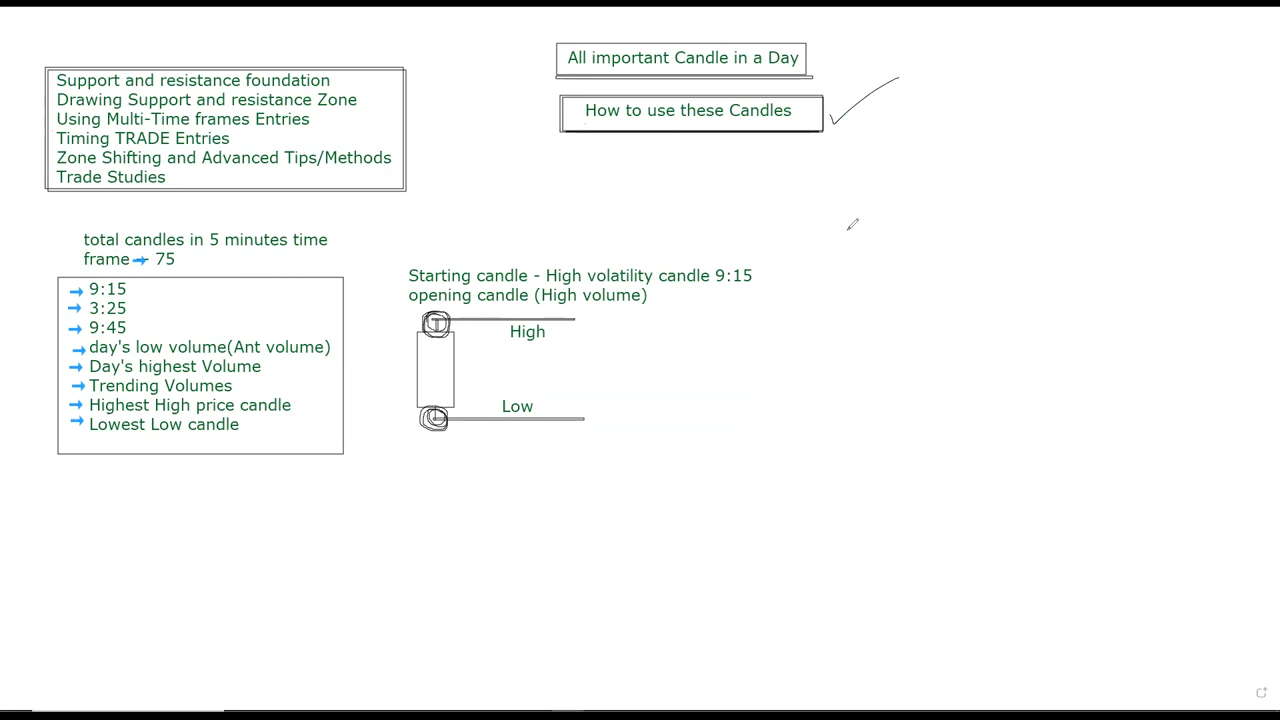 All important Candle in a Day
How to use these Candles
Support and resistance foundation
Drawing Support and resistance Zone
Using Multi-Time frames Entries
Timing TRADE Entries
Zone Shifting and Advanced Tips/Methods
Trade Studies
total candles in 5 minutes time
frame - 75
9:15
3:25
9:45
day's low volume(Ant volume)
Day's highest Volume
Trending Volumes
Highest High price candle
Lowest Low candle
Starting candle - High volatility candle 9:15
opening candle (High volume)
High
Low